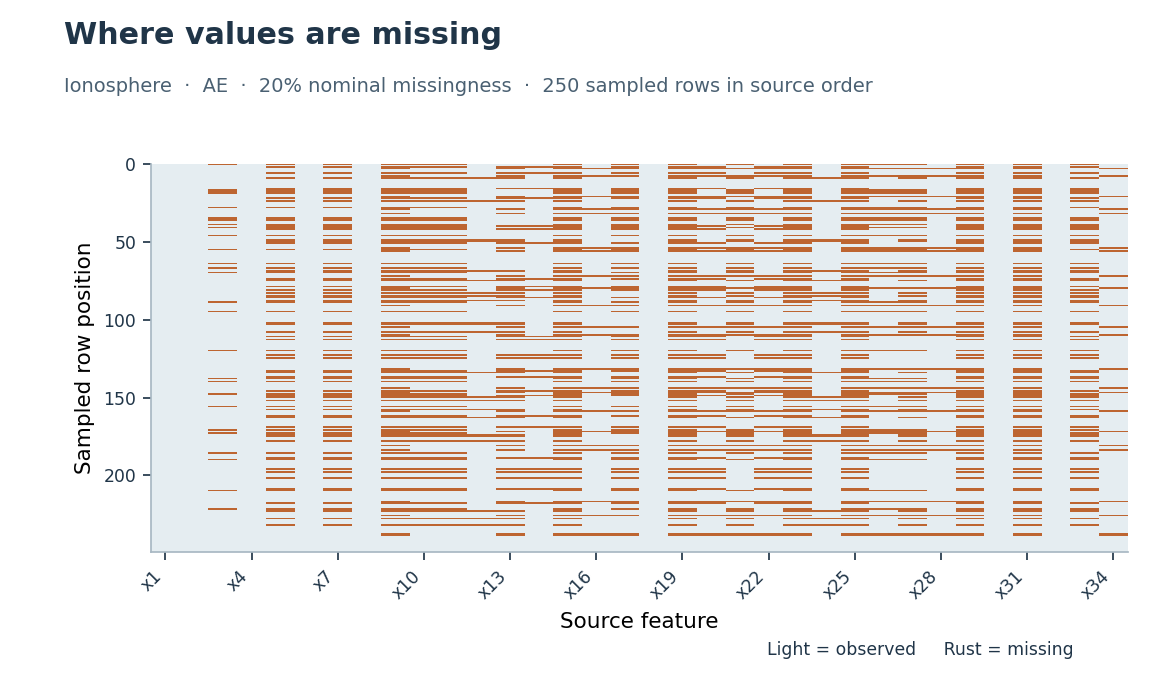 Where values are missing
Ionosphere · AE · 20% nominal missingness · 250 sampled rows in source order
0
50
100
150
200
Sampled row position
x1 x4 x7 x10 x13 x16 x19 x22 x25 x28 x31 x34
Source feature
Light = observed Rust = missing